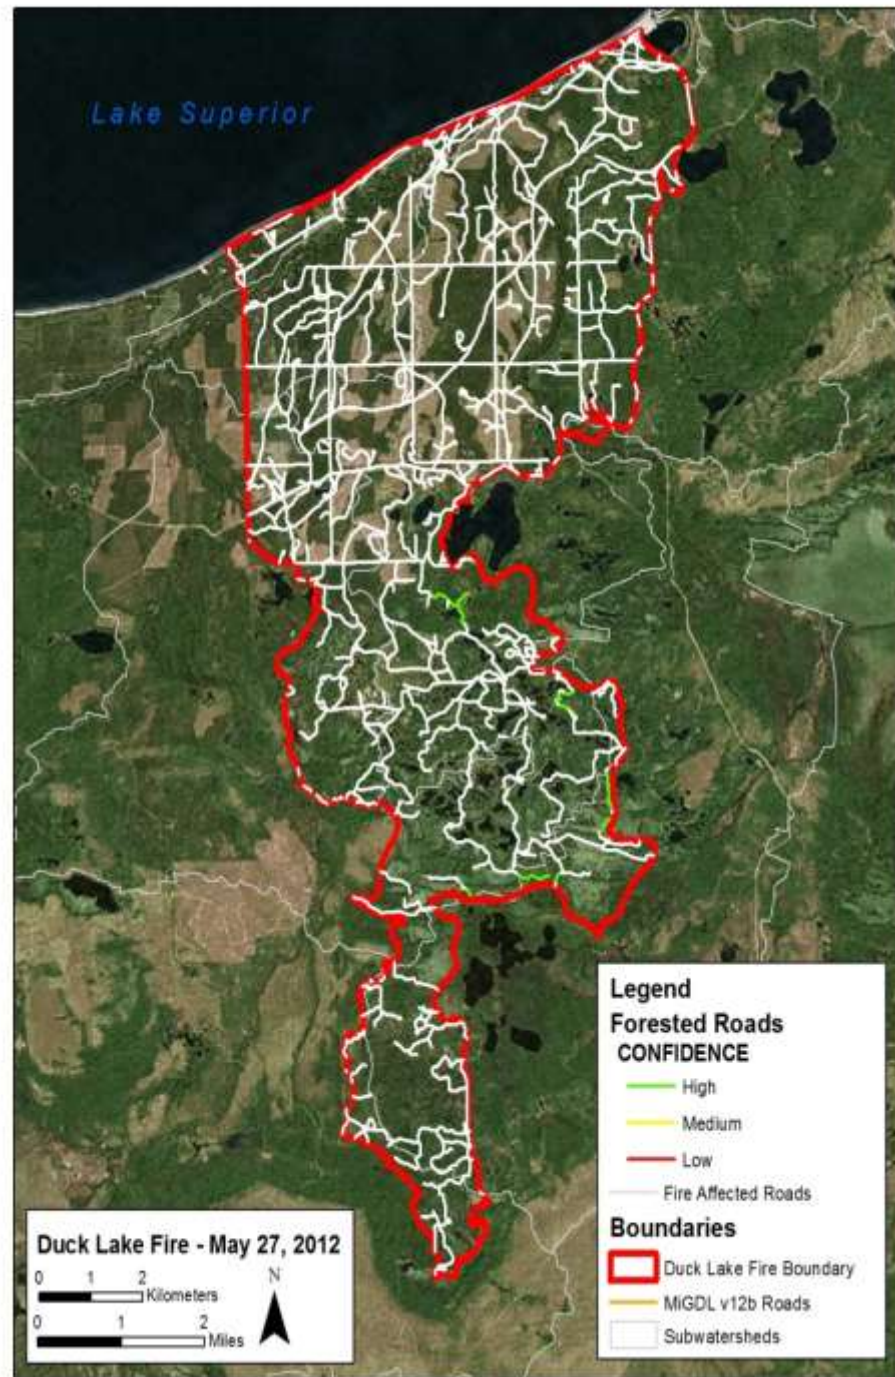 Lake Superior
Legend
Forested Roads
CONFIDENCE
High
Medium
Low
Fire Affected Roads
Boundaries
Duck Lake Fire Boundary
MiGDL v12b Roads
Subwatersheds
Duck Lake Fire - May 27, 2012
0 1 2
Kilometers
0 1 2
Miles
N